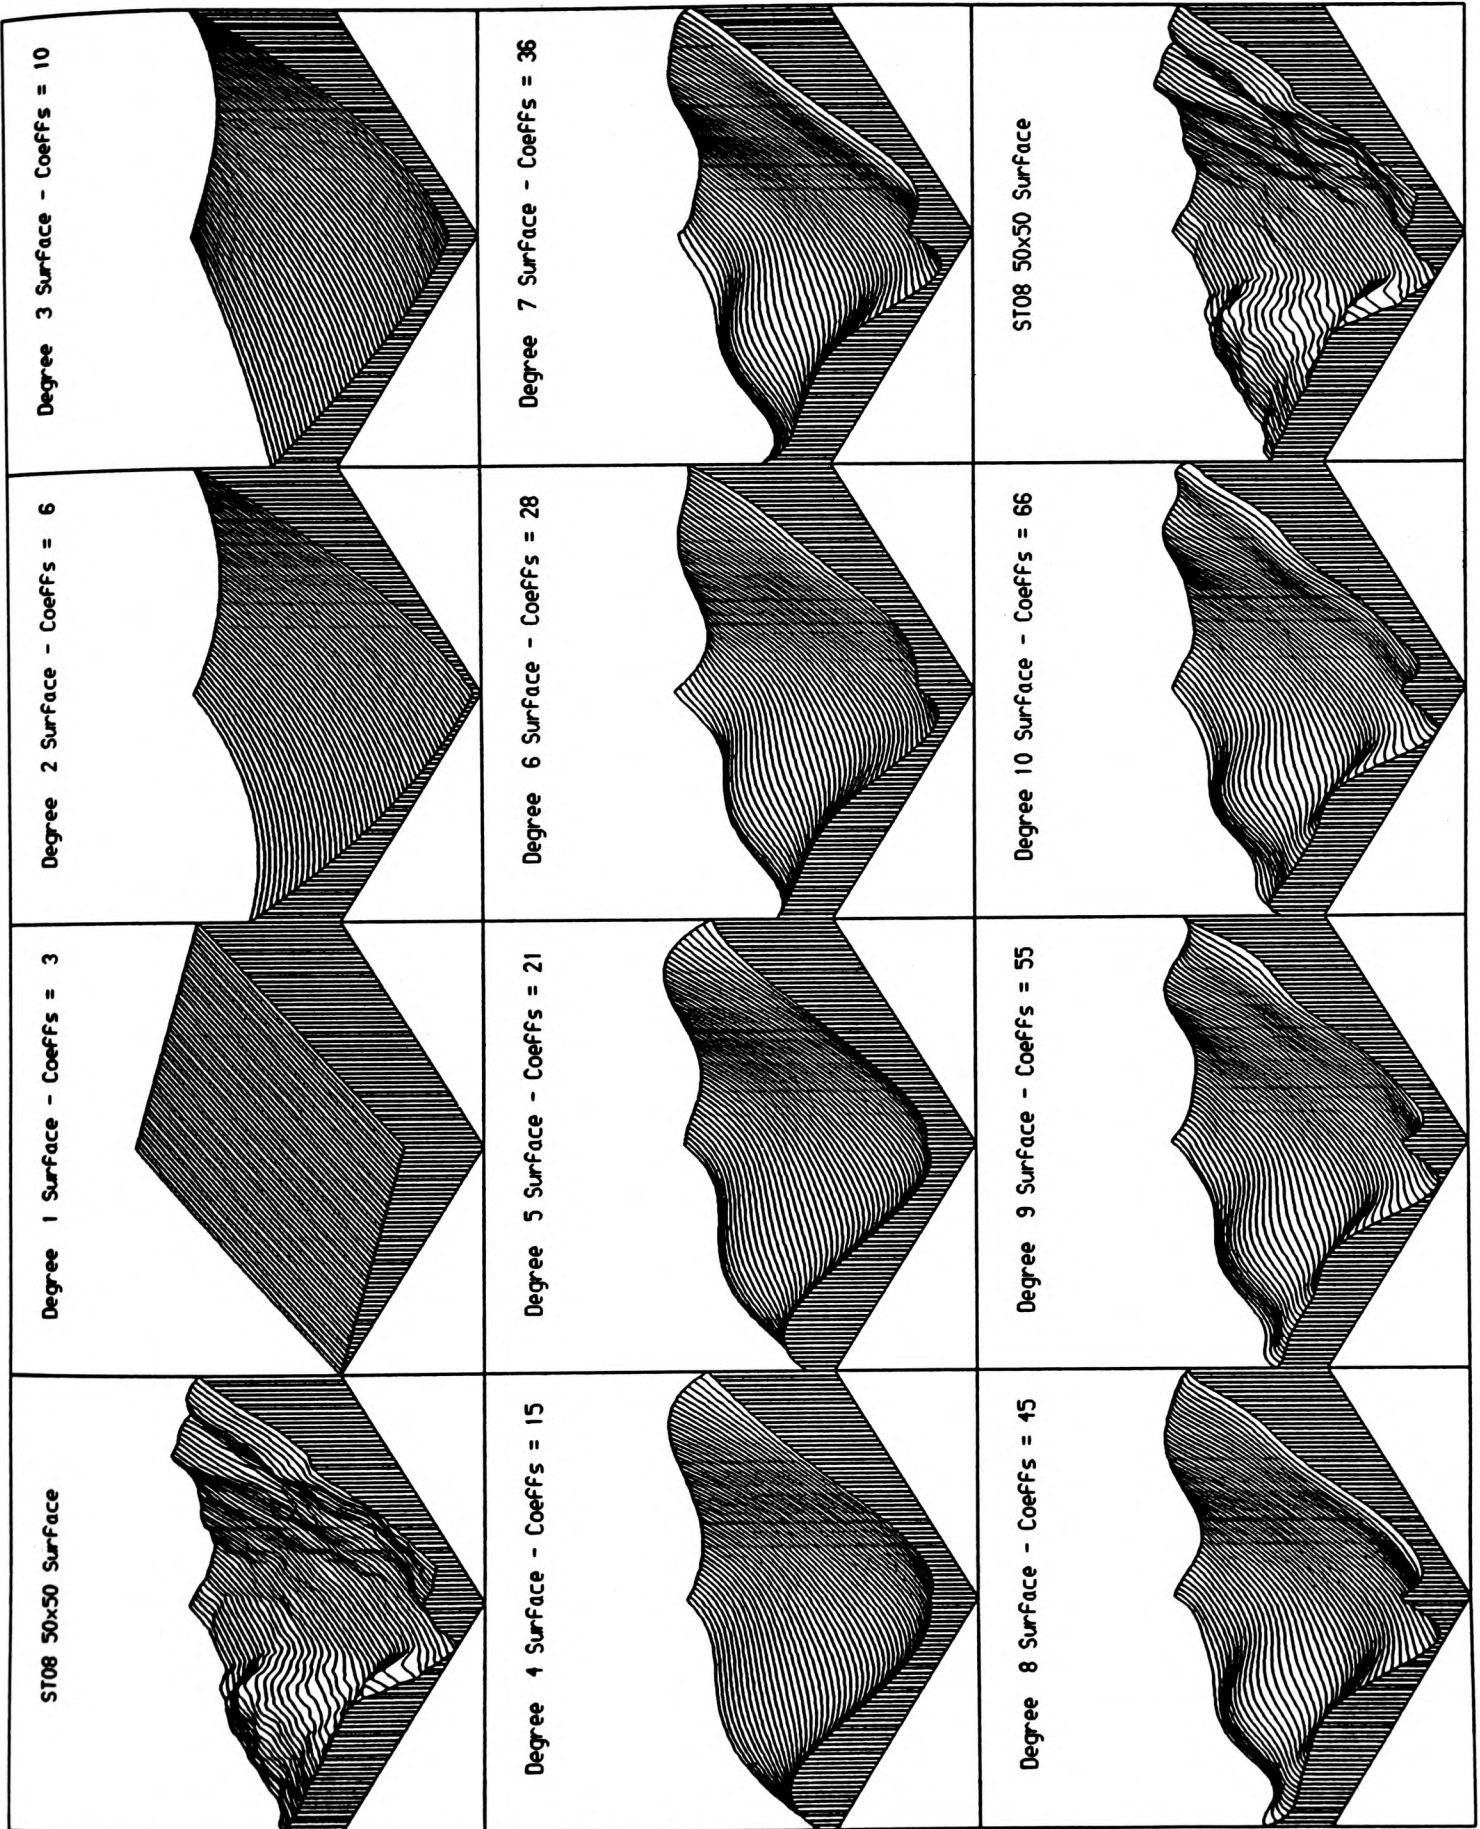 ST08 50x50 Surface
Degree 1 Surface - Coeffs = 3
Degree 2 Surface - Coeffs = 6
Degree 3 Surface - Coeffs = 10
Degree 4 Surface - Coeffs = 15
Degree 5 Surface - Coeffs = 21
Degree 6 Surface - Coeffs = 28
Degree 7 Surface - Coeffs = 36
Degree 8 Surface - Coeffs = 45
Degree 9 Surface - Coeffs = 55
Degree 10 Surface - Coeffs = 66
ST08 50x50 Surface